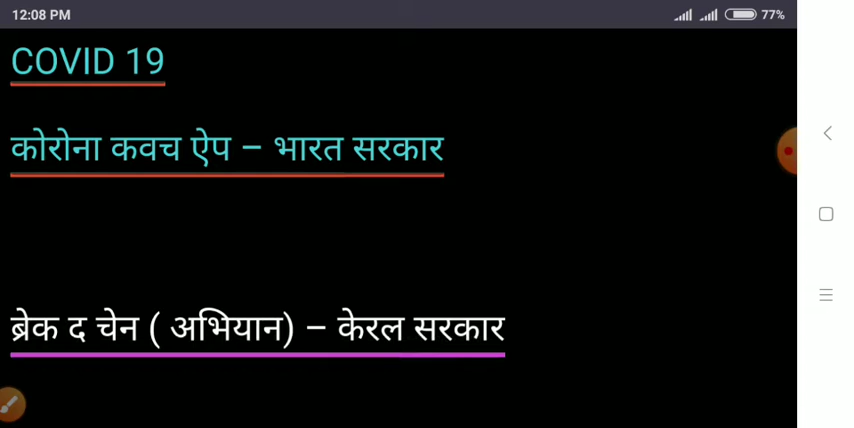 12:08 PM 77%
COVID 19
कोरोना कवच ऐप – भारत सरकार
ब्रेक द चेन ( अभियान) – केरल सरकार